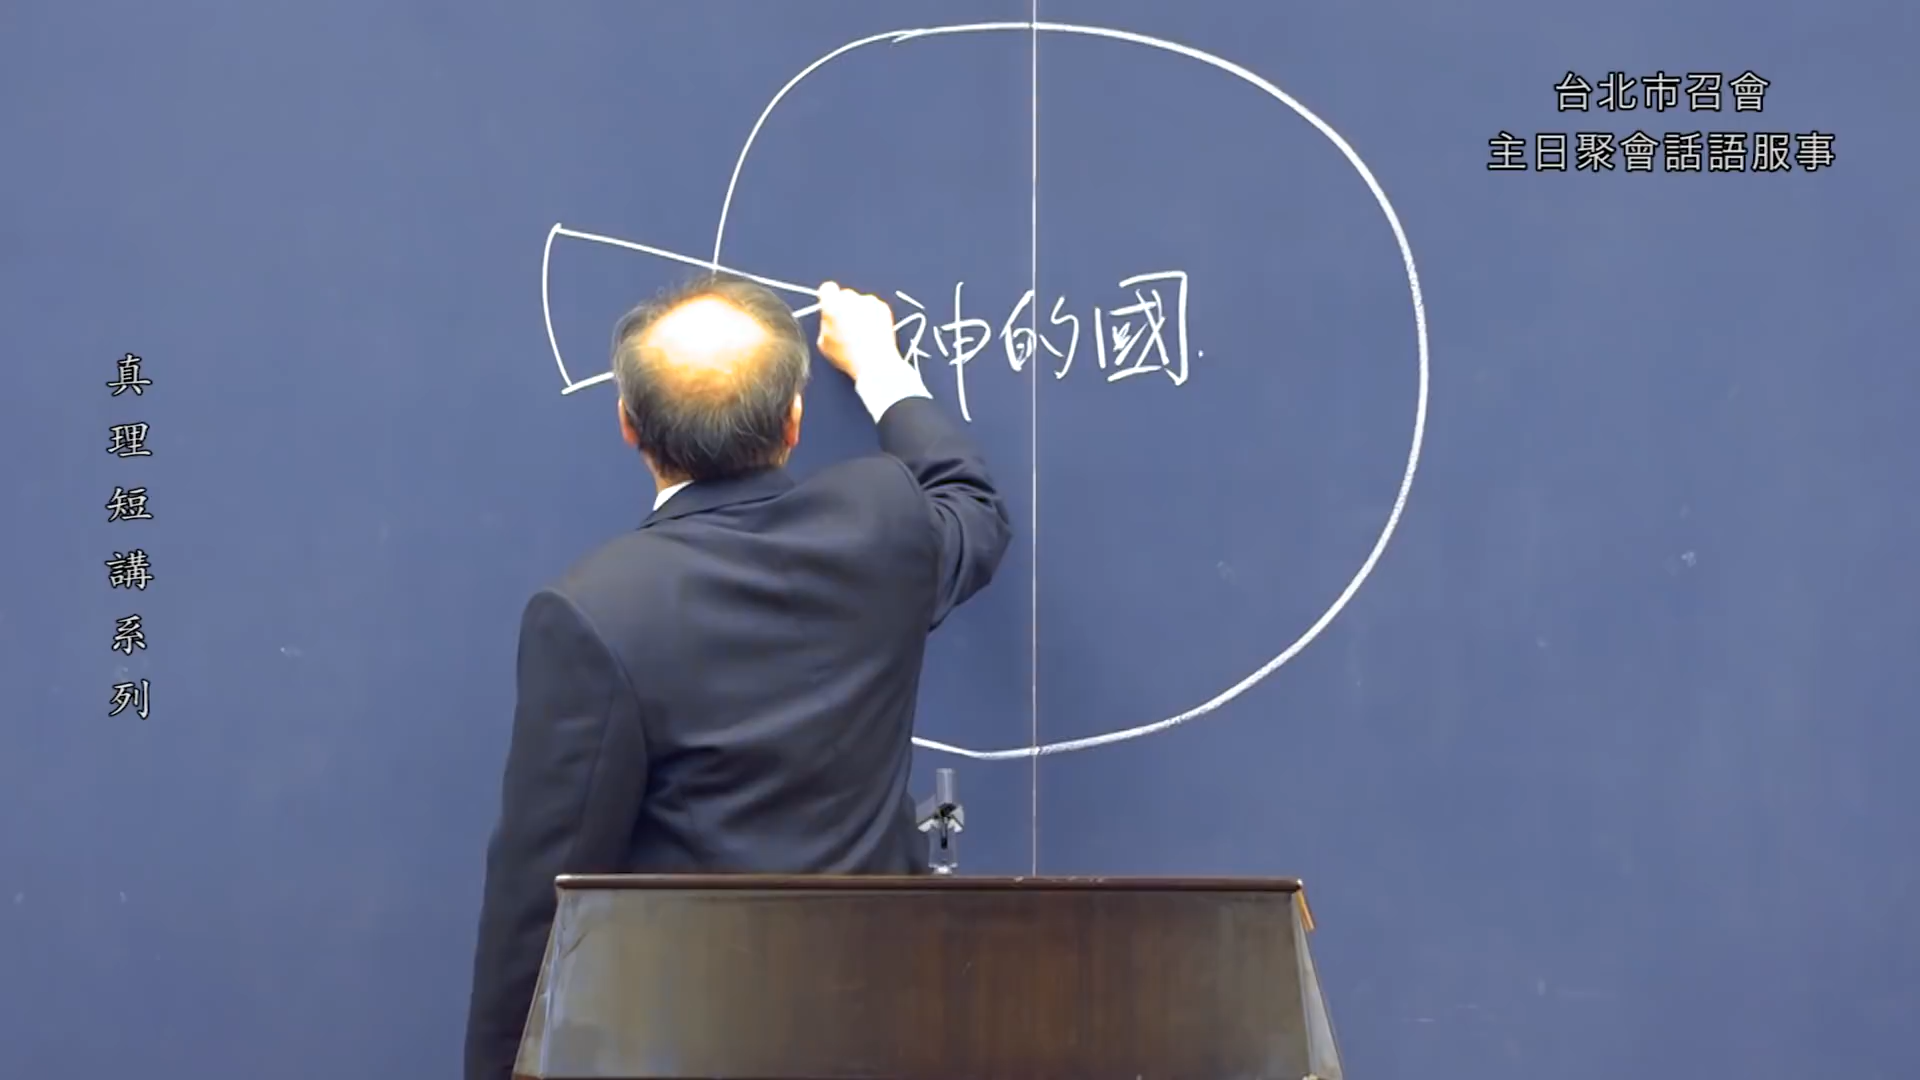 台北市召會
主日聚會話語服事
真理短講系列
神的國